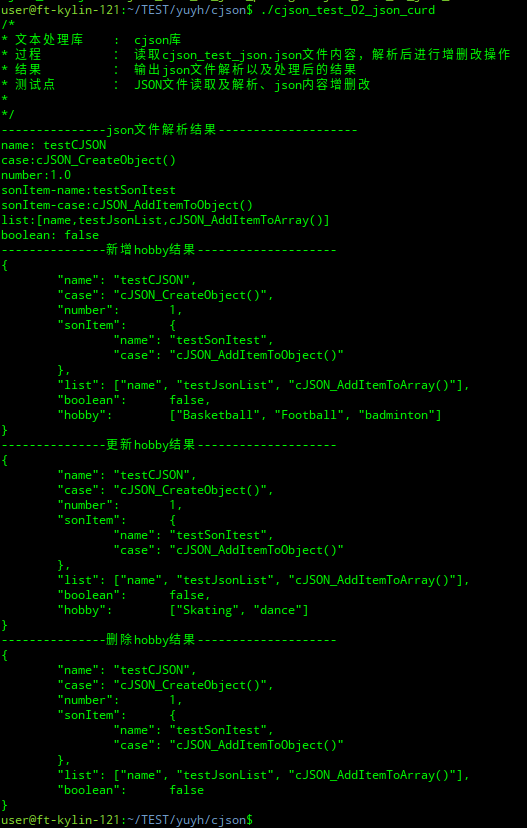 user@ft-kylin-121:~/TEST/yuyh/cjson$ ./cjson_test_02_json_curd
/*
* 文本处理库 : cjson库
* 过程 : 读取cjson_test_json.json文件内容，解析后进行增删改操作
* 结果 : 输出json文件解析以及处理后的结果
* 测试点 : JSON文件读取及解析、json内容增删改
*
*/
---------------json文件解析结果--------------------
name: testCJSON
case:cJSON_CreateObject()
number:1.0
sonItem-name:testSonItest
sonItem-case:cJSON_AddItemToObject()
list:[name,testJsonList,cJSON_AddItemToArray()]
boolean: false
---------------新增hobby结果--------------------
{
"name": "testCJSON",
"case": "cJSON_CreateObject()",
"number": 1,
"sonItem": {
"name": "testSonItest",
"case": "cJSON_AddItemToObject()"
},
"list": ["name", "testJsonList", "cJSON_AddItemToArray()"],
"boolean": false,
"hobby": ["Basketball", "Football", "badminton"]
}
---------------更新hobby结果--------------------
{
"name": "testCJSON",
"case": "cJSON_CreateObject()",
"number": 1,
"sonItem": {
"name": "testSonItest",
"case": "cJSON_AddItemToObject()"
},
"list": ["name", "testJsonList", "cJSON_AddItemToArray()"],
"boolean": false,
"hobby": ["Skating", "dance"]
}
---------------删除hobby结果--------------------
{
"name": "testCJSON",
"case": "cJSON_CreateObject()",
"number": 1,
"sonItem": {
"name": "testSonItest",
"case": "cJSON_AddItemToObject()"
},
"list": ["name", "testJsonList", "cJSON_AddItemToArray()"],
"boolean": false
}
user@ft-kylin-121:~/TEST/yuyh/cjson$